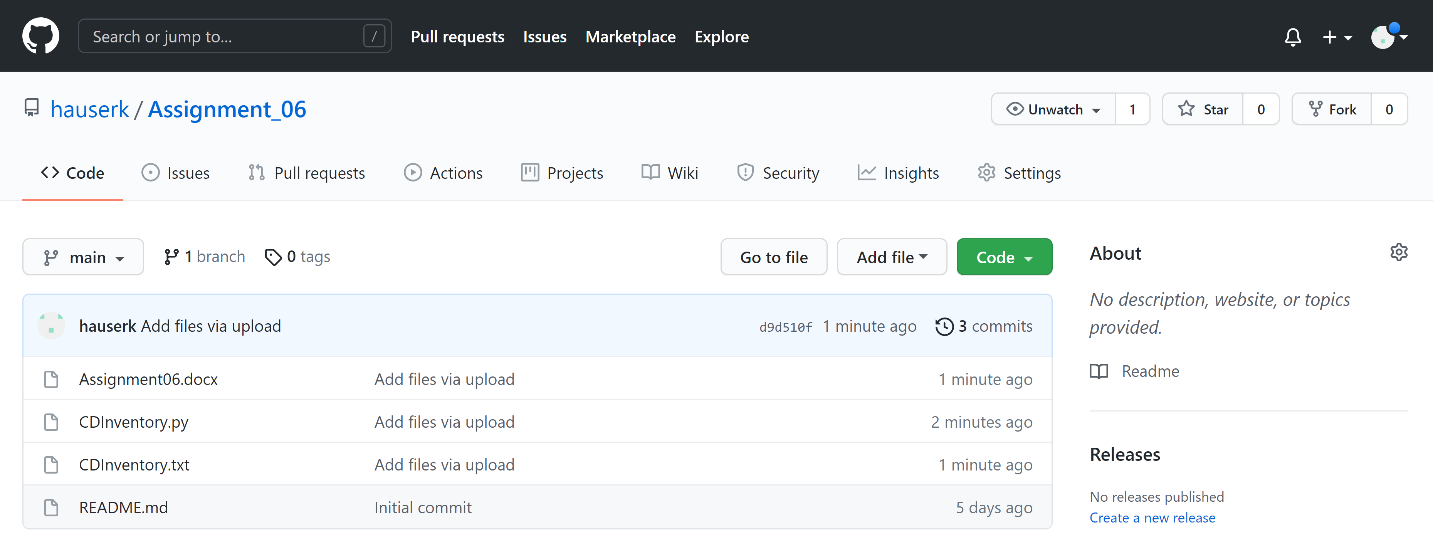 Search or jump to... / Pull requests Issues Marketplace Explore
hauserk / Assignment_06 Unwatch 1 Star 0 Fork 0
Code Issues Pull requests Actions Projects Wiki Security Insights Settings
main 1 branch 0 tags Go to file Add file Code
About
No description, website, or topics
provided.
Readme
Releases
No releases published
Create a new release
hauserk Add files via upload d9d510f 1 minute ago 3 commits
Assignment06.docx Add files via upload 1 minute ago
CDInventory.py Add files via upload 2 minutes ago
CDInventory.txt Add files via upload 1 minute ago
README.md Initial commit 5 days ago